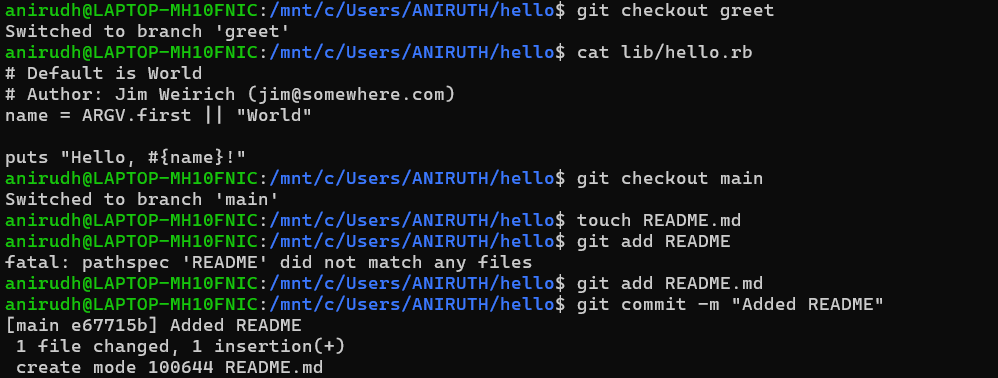 anirudh@LAPTOP-MH10FNIC:/mnt/c/Users/ANIRUTH/hello$ git checkout greet
Switched to branch 'greet'
anirudh@LAPTOP-MH10FNIC:/mnt/c/Users/ANIRUTH/hello$ cat lib/hello.rb
# Default is World
# Author: Jim Weirich (jim@somewhere.com)
name = ARGV.first || "World"

puts "Hello, #{name}!"
anirudh@LAPTOP-MH10FNIC:/mnt/c/Users/ANIRUTH/hello$ git checkout main
Switched to branch 'main'
anirudh@LAPTOP-MH10FNIC:/mnt/c/Users/ANIRUTH/hello$ touch README.md
anirudh@LAPTOP-MH10FNIC:/mnt/c/Users/ANIRUTH/hello$ git add README
fatal: pathspec 'README' did not match any files
anirudh@LAPTOP-MH10FNIC:/mnt/c/Users/ANIRUTH/hello$ git add README.md
anirudh@LAPTOP-MH10FNIC:/mnt/c/Users/ANIRUTH/hello$ git commit -m "Added README"
[main e67715b] Added README
 1 file changed, 1 insertion(+)
 create mode 100644 README.md